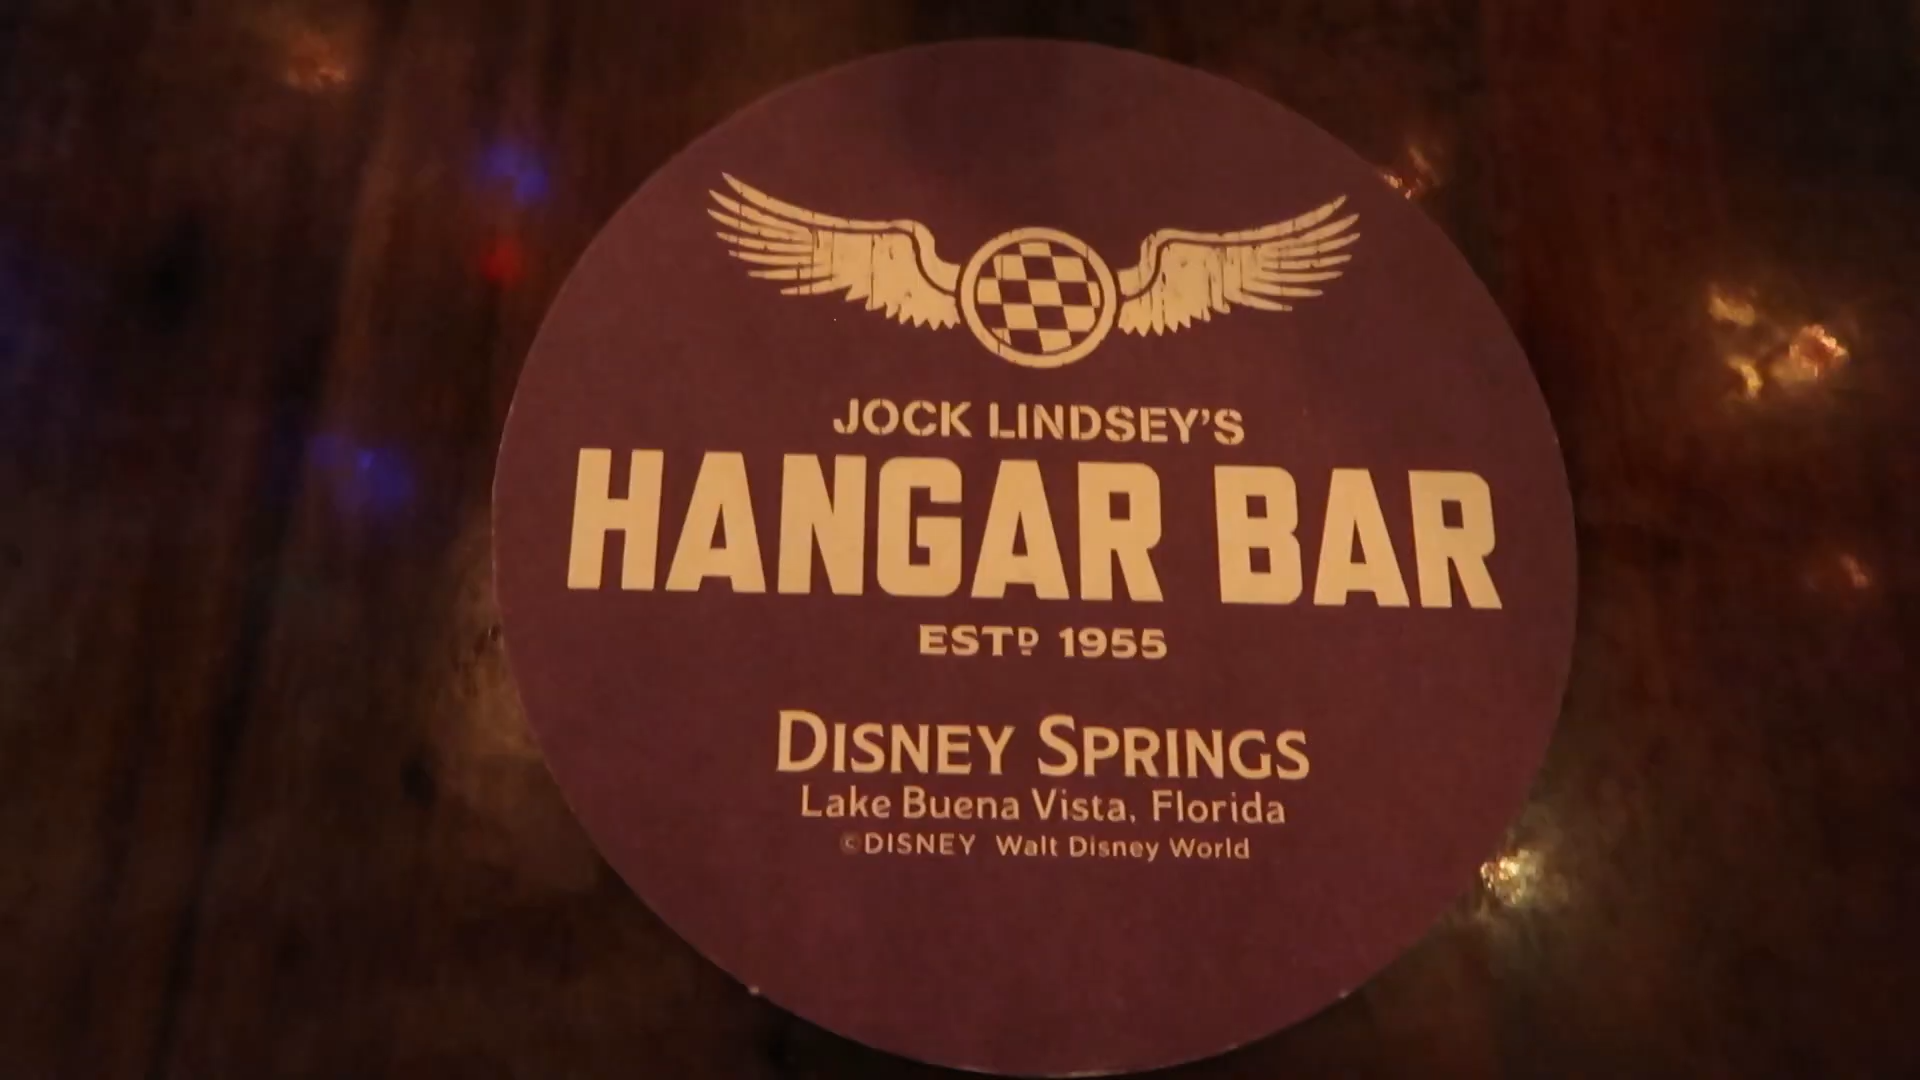 JOCK LINDSEY'S
HANGAR BAR
ESTD 1955
DISNEY SPRINGS
Lake Buena Vista, Florida
©DISNEY Walt Disney World